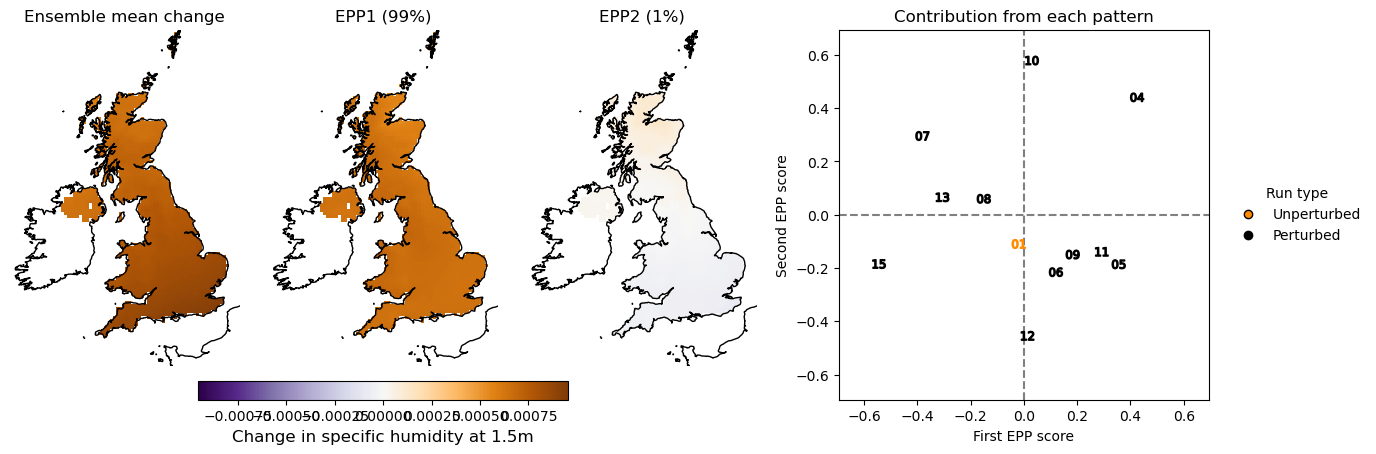 Ensemble mean change
EPP1 (99%)
EPP2 (1%)
−0.00075 −0.00050 −0.00025 0.00000 0.00025 0.00050 0.00075
Change in specific humidity at 1.5m
Contribution from each pattern
Second EPP score
0.6
0.4
0.2
0.0
−0.2
−0.4
−0.6
10
04
07
13
08
01
09
11
15
06
05
12
−0.6 −0.4 −0.2 0.0 0.2 0.4 0.6
First EPP score
Run type
Unperturbed
Perturbed